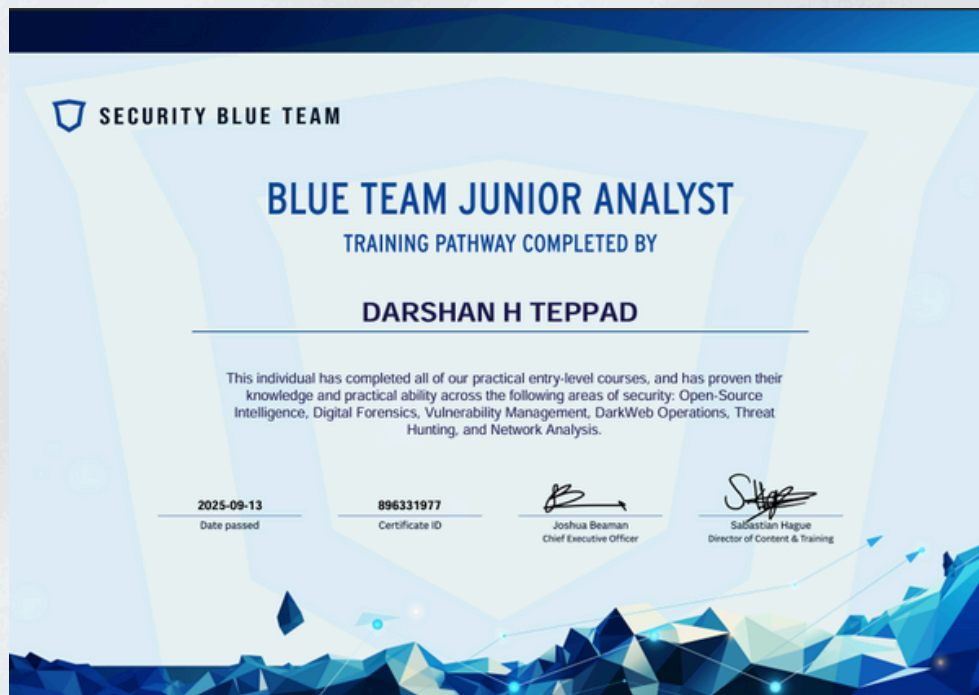 SECURITY BLUE TEAM
BLUE TEAM JUNIOR ANALYST
TRAINING PATHWAY COMPLETED BY
DARSHAN H TEPPAD
This individual has completed all of our practical entry-level courses, and has proven their
knowledge and practical ability across the following areas of security: Open-Source
Intelligence, Digital Forensics, Vulnerability Management, DarkWeb Operations, Threat
Hunting, and Network Analysis.
2025-09-13
Date passed
896331977
Certificate ID
Joshua Beaman
Chief Executive Officer
Sabastian Hague
Director of Content & Training